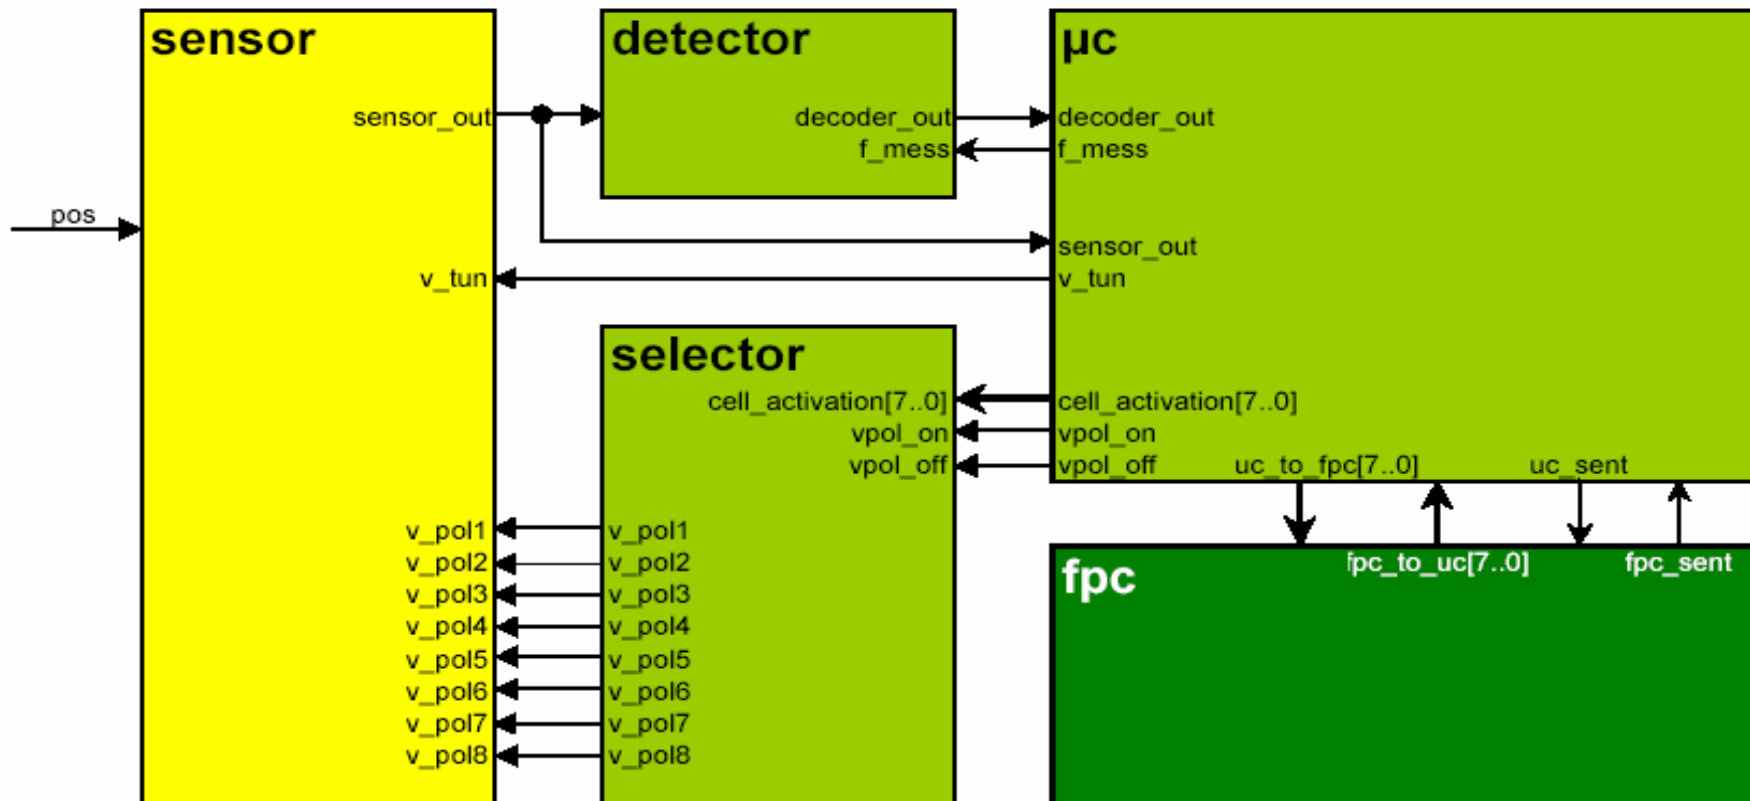 sensor
detector
µc
sensor_out
decoder_out
decoder_out
f_mess
f_mess
pos
sensor_out
v_tun
v_tun
selector
cell_activation[7..0]
cell_activation[7..0]
vpol_on
vpol_on
vpol_off
vpol_off
uc_to_fpc[7..0]
uc_sent
v_pol1
v_pol1
v_pol2
v_pol2
fpc_to_uc[7..0]
fpc_sent
fpc
v_pol3
v_pol3
v_pol4
v_pol4
v_pol5
v_pol5
v_pol6
v_pol6
v_pol7
v_pol7
v_pol8
v_pol8